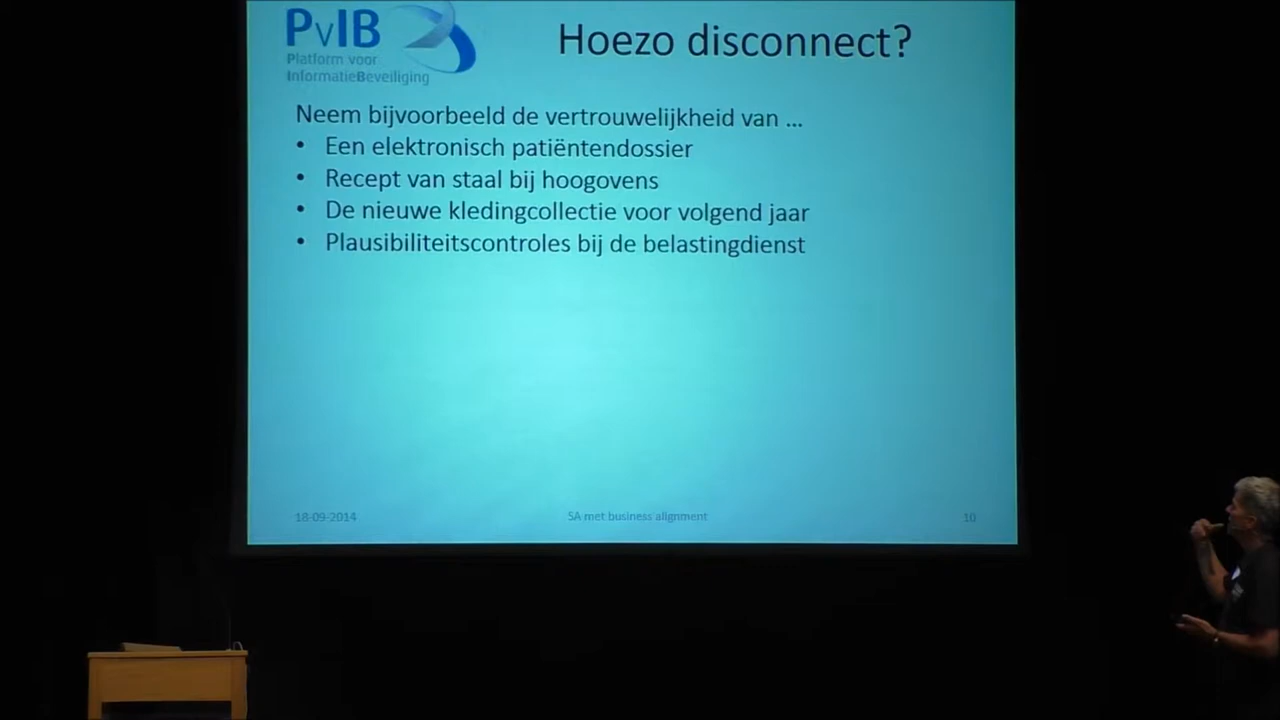 PvIB
Platform voor
InformatieBeveiliging
Hoezo disconnect?
Neem bijvoorbeeld de vertrouwelijkheid van ...
• Een elektronisch patiëntendossier
• Recept van staal bij hoogovens
• De nieuwe kledingcollectie voor volgend jaar
• Plausibiliteitscontroles bij de belastingdienst
18-09-2014
SA met business alignment
10